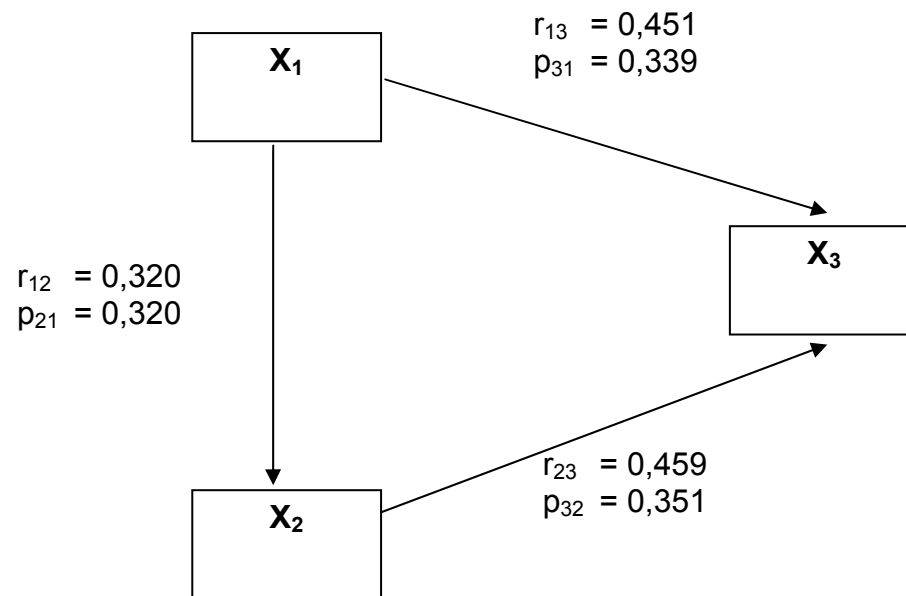 r₁₃ = 0,451
p₃₁ = 0,339
X₁
X₃
r₁₂ = 0,320
p₂₁ = 0,320
r₂₃ = 0,459
p₃₂ = 0,351
X₂